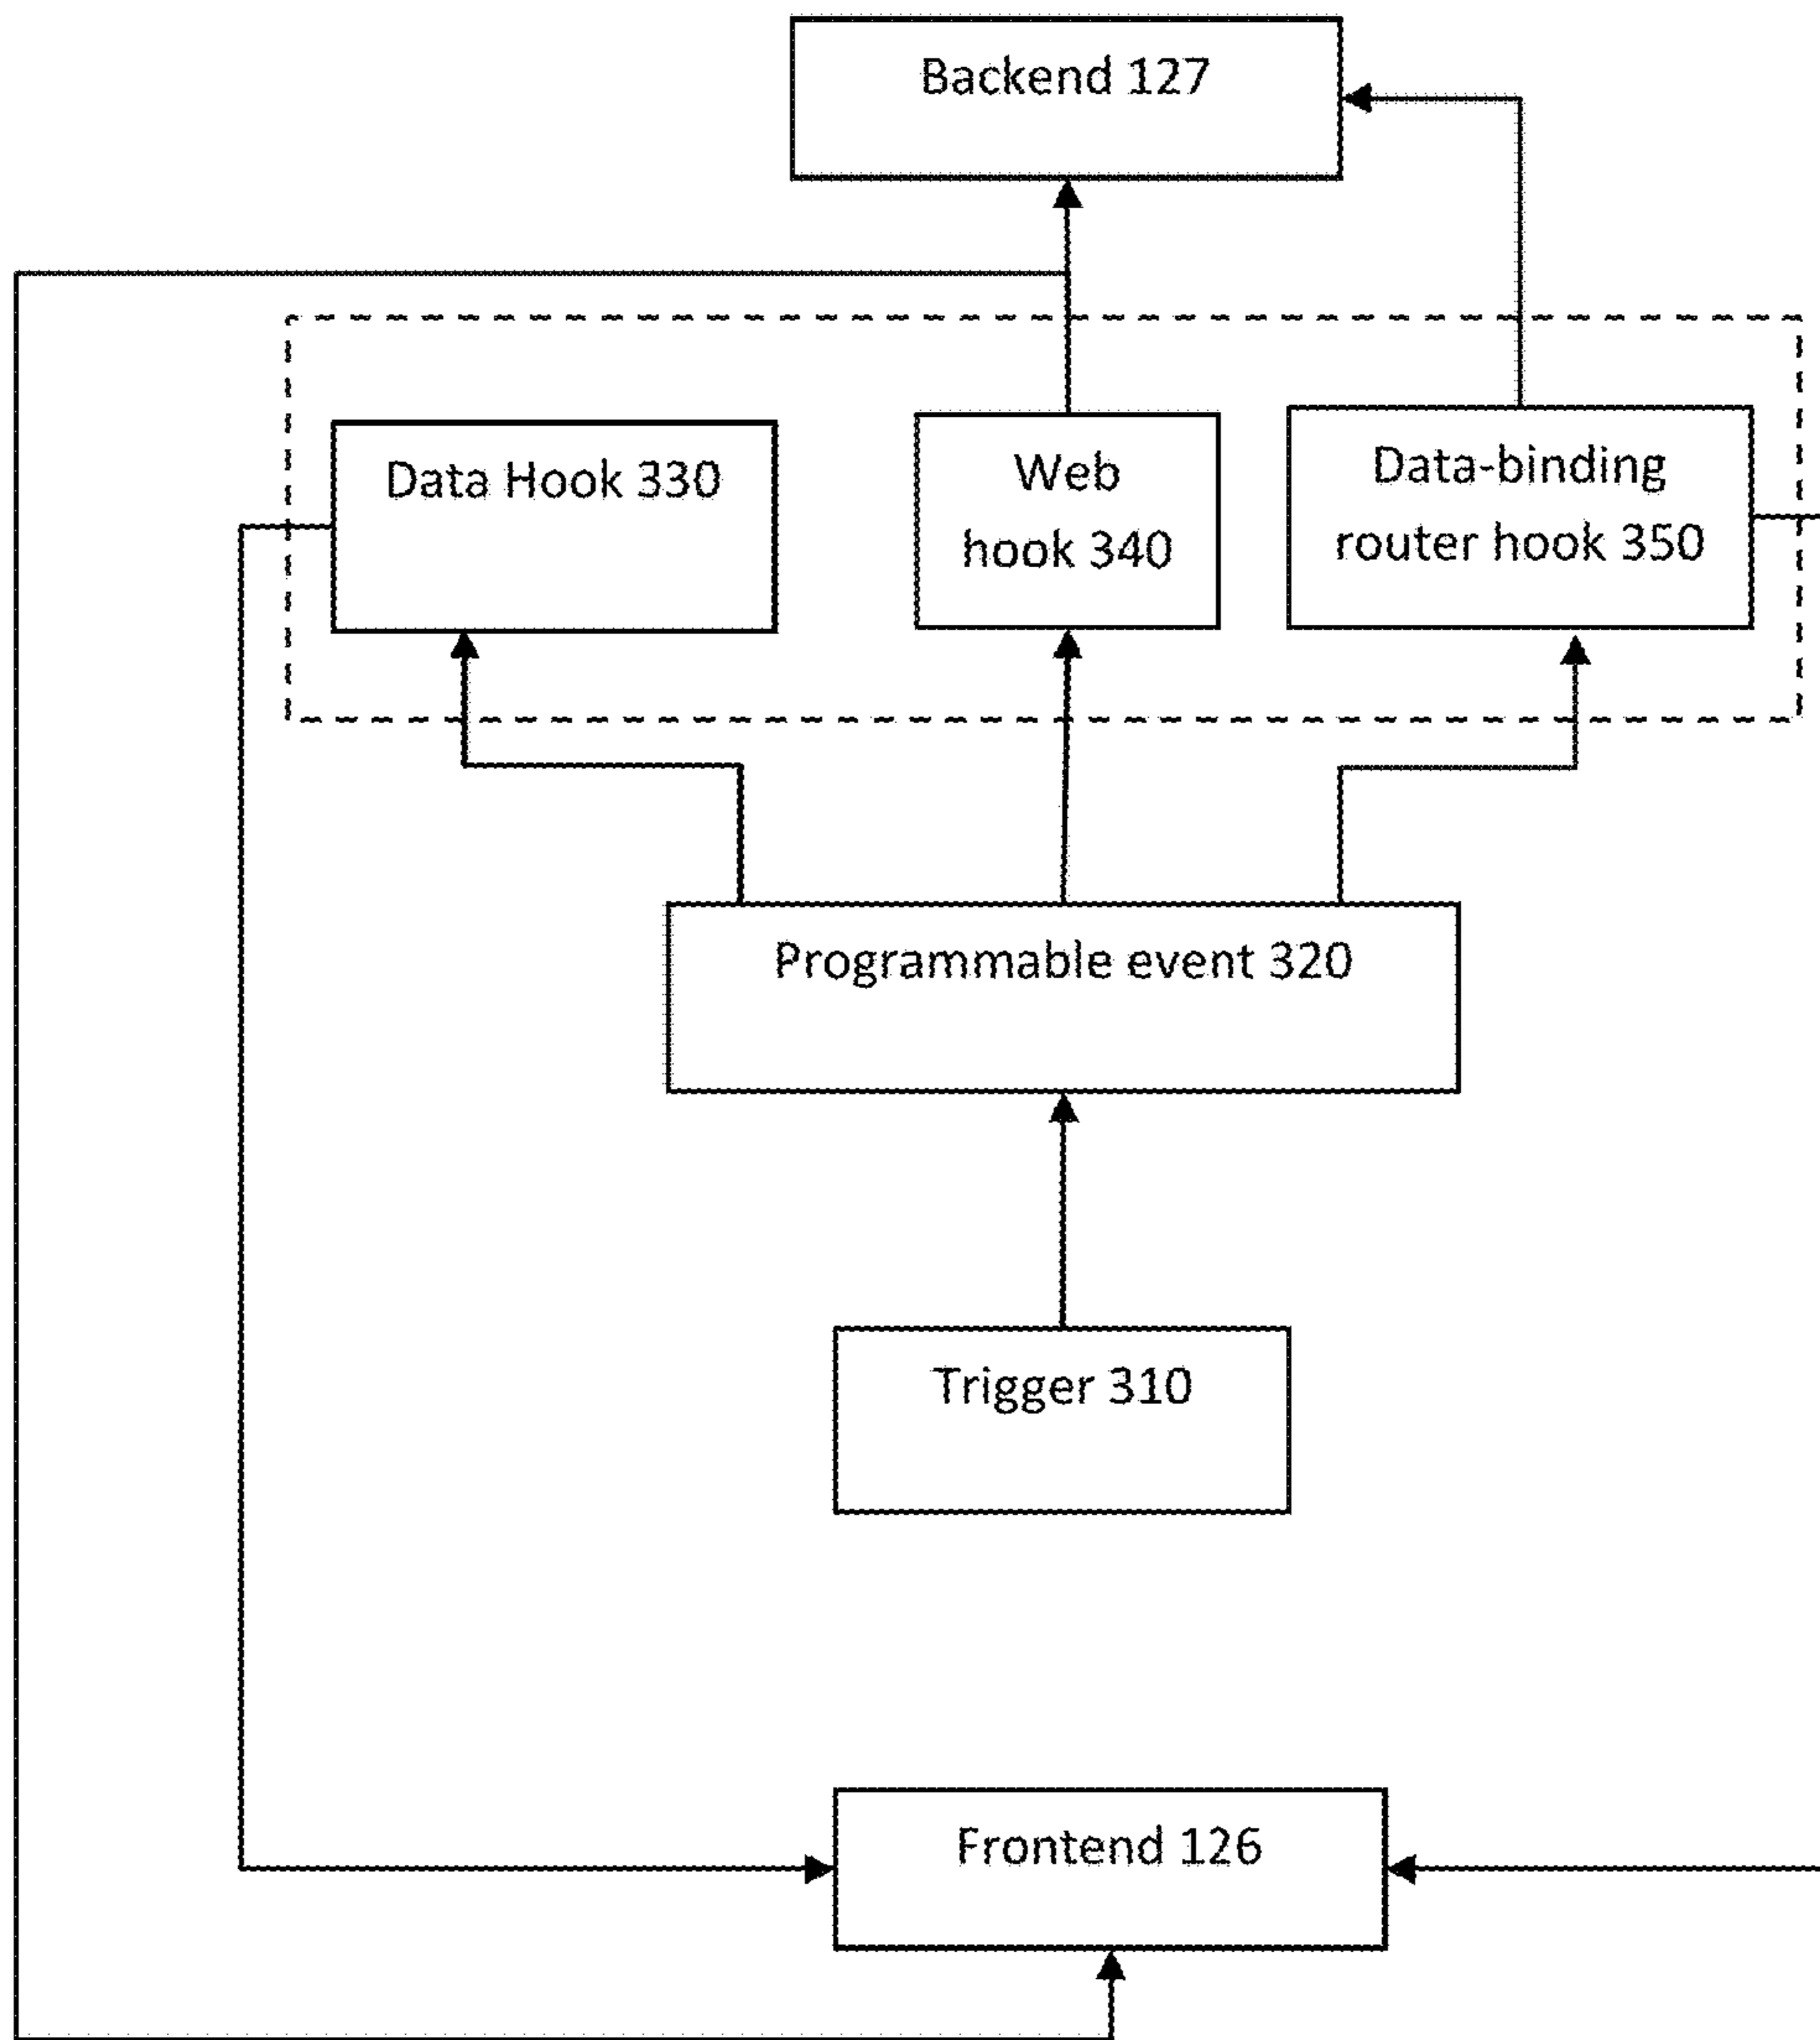 Backend 127
Data Hook 330
Web
hook 340
Data-binding
router hook 350
Programmable event 320
Trigger 310
Frontend 126